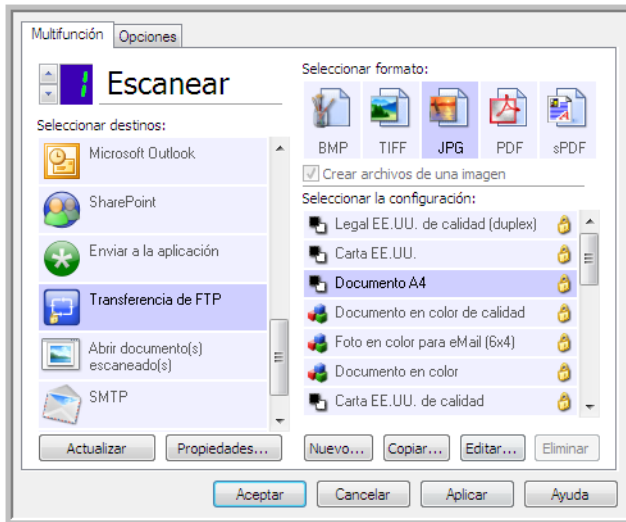 Multifunción
Opciones
1
Escanear
Seleccionar destinos:
Microsoft Outlook
SharePoint
Enviar a la aplicación
Transferencia de FTP
Abrir documento(s)
escaneado(s)
SMTP
Actualizar
Propiedades...
Seleccionar formato:
BMP
TIFF
JPG
PDF
sPDF
Crear archivos de una imagen
Seleccionar la configuración:
Legal EE.UU. de calidad (duplex)
Carta EE.UU.
Documento A4
Documento en color de calidad
Foto en color para eMail (6x4)
Documento en color
Carta EE.UU. de calidad
Nuevo...
Copiar...
Editar...
Eliminar
Aceptar
Cancelar
Aplicar
Ayuda